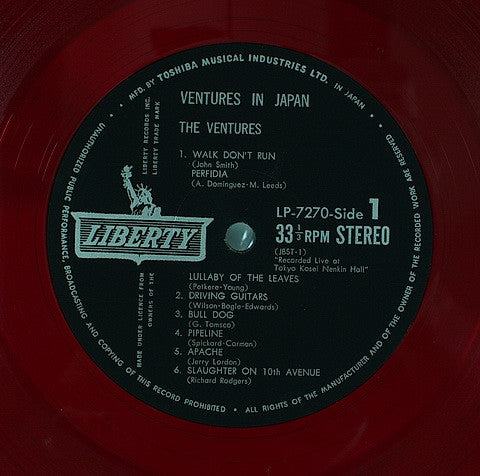 MFD. BY TOSHIBA MUSICAL INDUSTRIES LTD. IN JAPAN.
VENTURES IN JAPAN
THE VENTURES
1. WALK DON'T RUN
(John Smith)
PERFIDIA
(A. Dominguez-M. Leeds)
LIBERTY RECORDS INC.
LIBERTY TRADE MARK
LIBERTY
LP-7270-Side 1
33 1/3 RPM STEREO
(JBST-1)
"Recorded Live at
Tokyo Kosei Nenkin Hall"
MADE UNDER LICENCE FROM
OWNERS OF THE
LULLABY OF THE LEAVES
(Petkere-Young)
2. DRIVING GUITARS
(Wilson-Bogle-Edwards)
3. BULL DOG
(G. Tomsco)
4. PIPELINE
(Spickard-Carman)
5. APACHE
(Jerry Lordan)
6. SLAUGHTER ON 10th AVENUE
(Richard Rodgers)
UNAUTHORIZED PUBLIC PERFORMANCE, BROADCASTING AND COPYING OF THIS RECORD PROHIBITED • ALL RIGHTS OF THE MANUFACTURER AND OF THE OWNER OF THE RECORDED WORK ARE RESERVED